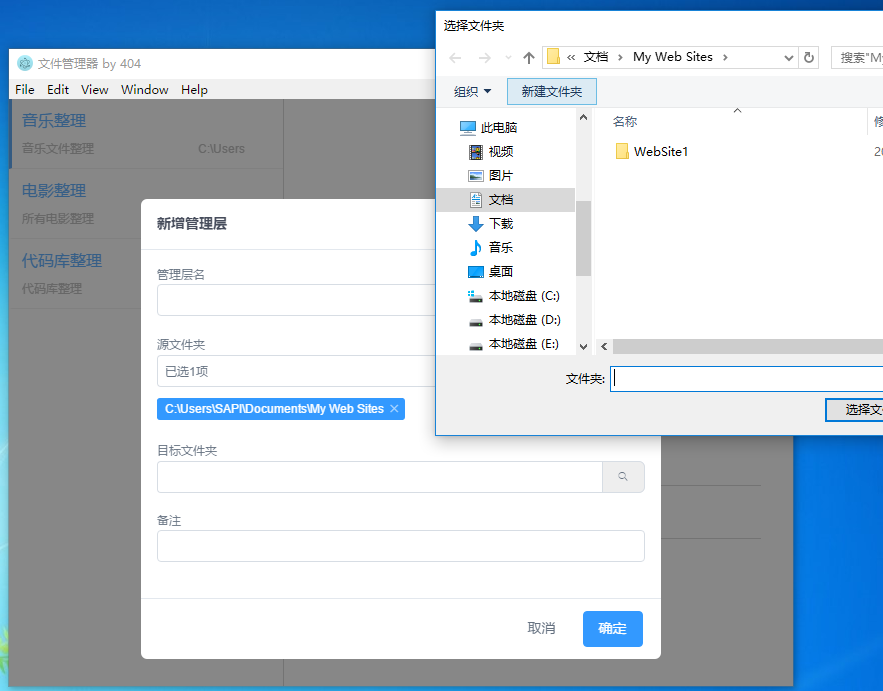 文件管理器 by 404
File Edit View Window Help
音乐整理
音乐文件整理 C:\Users
电影整理
所有电影整理
代码库整理
代码库整理
新增管理层
管理层名
源文件夹
已选1项
C:\Users\SAPI\Documents\My Web Sites ×
目标文件夹
备注
取消 确定
选择文件夹
« 文档 › My Web Sites › 搜索"My
组织 新建文件夹
此电脑
视频
图片
文档
下载
音乐
桌面
本地磁盘 (C:)
本地磁盘 (D:)
本地磁盘 (E:)
名称 修
WebSite1 20
文件夹:
选择文